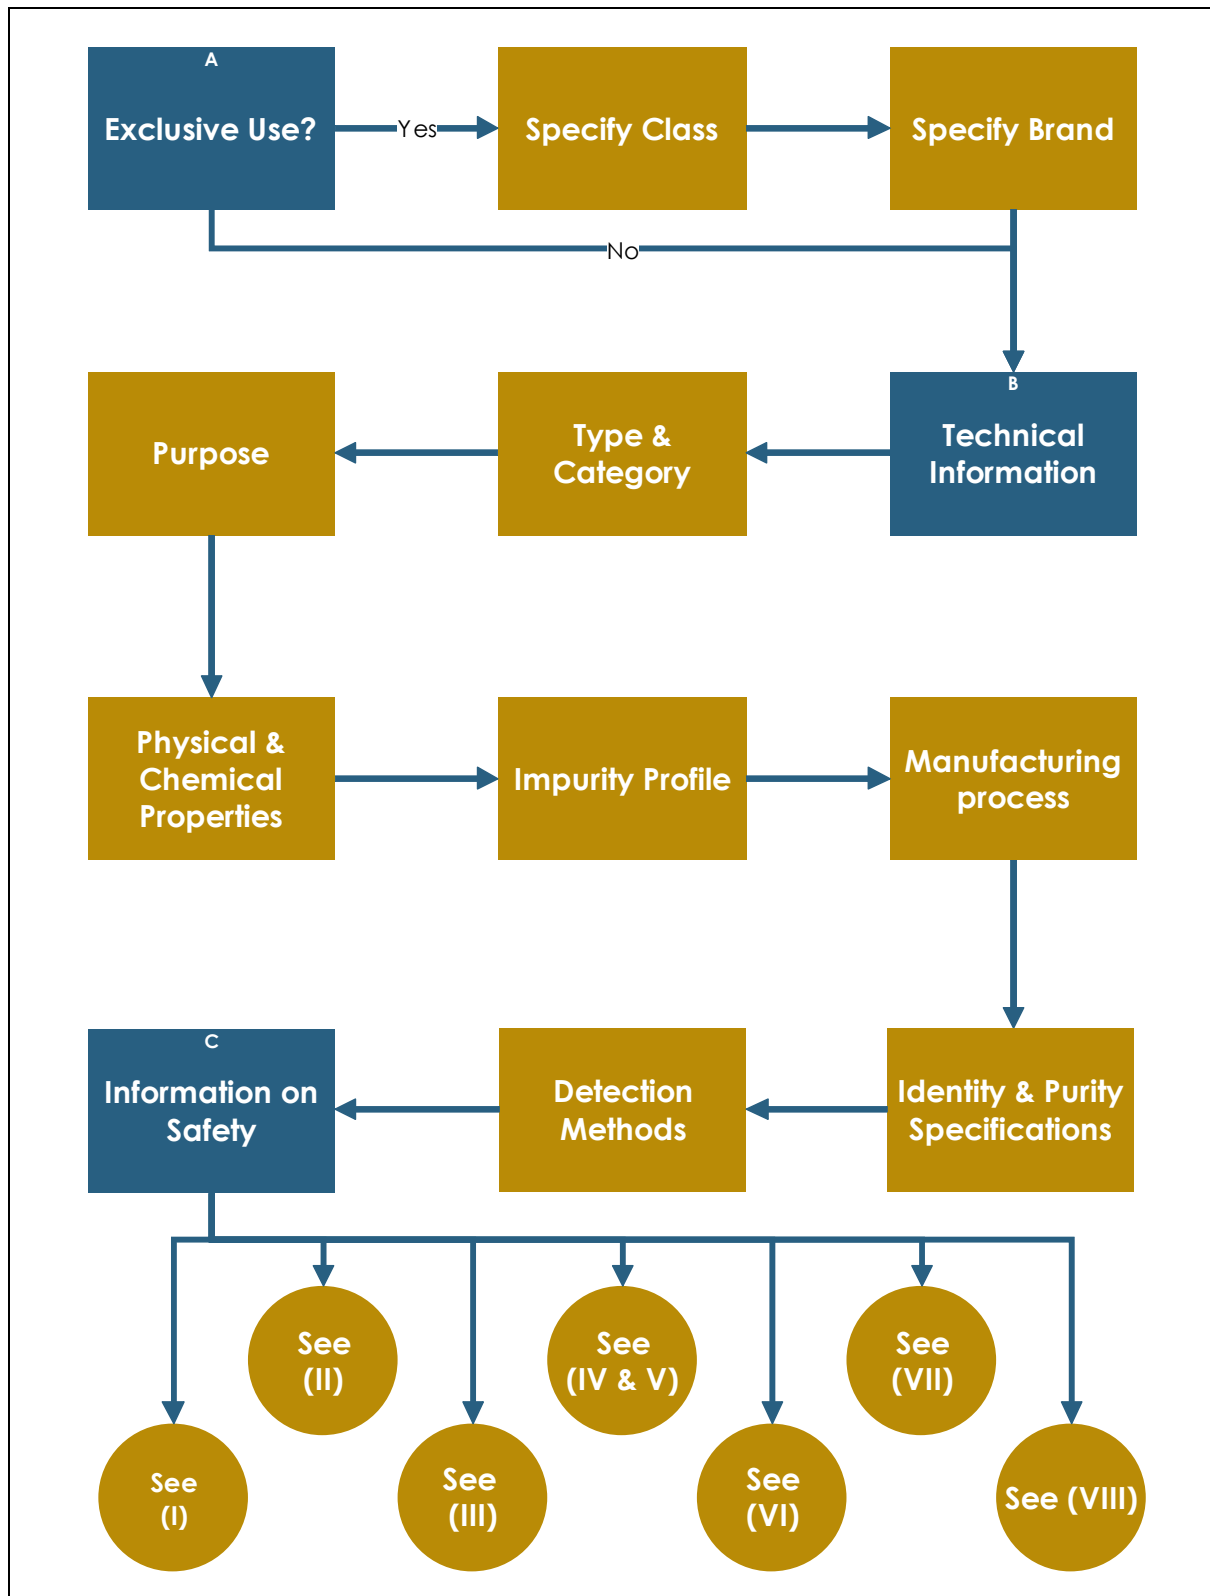 A
Exclusive Use?
Yes
Specify Class
Specify Brand
No
Purpose
Type &
Category
B
Technical
Information
Physical &
Chemical
Properties
Impurity Profile
Manufacturing
process
C
Information on
Safety
Detection
Methods
Identity & Purity
Specifications
See
(II)
See
(IV & V)
See
(VII)
See
(I)
See
(III)
See
(VI)
See (VIII)